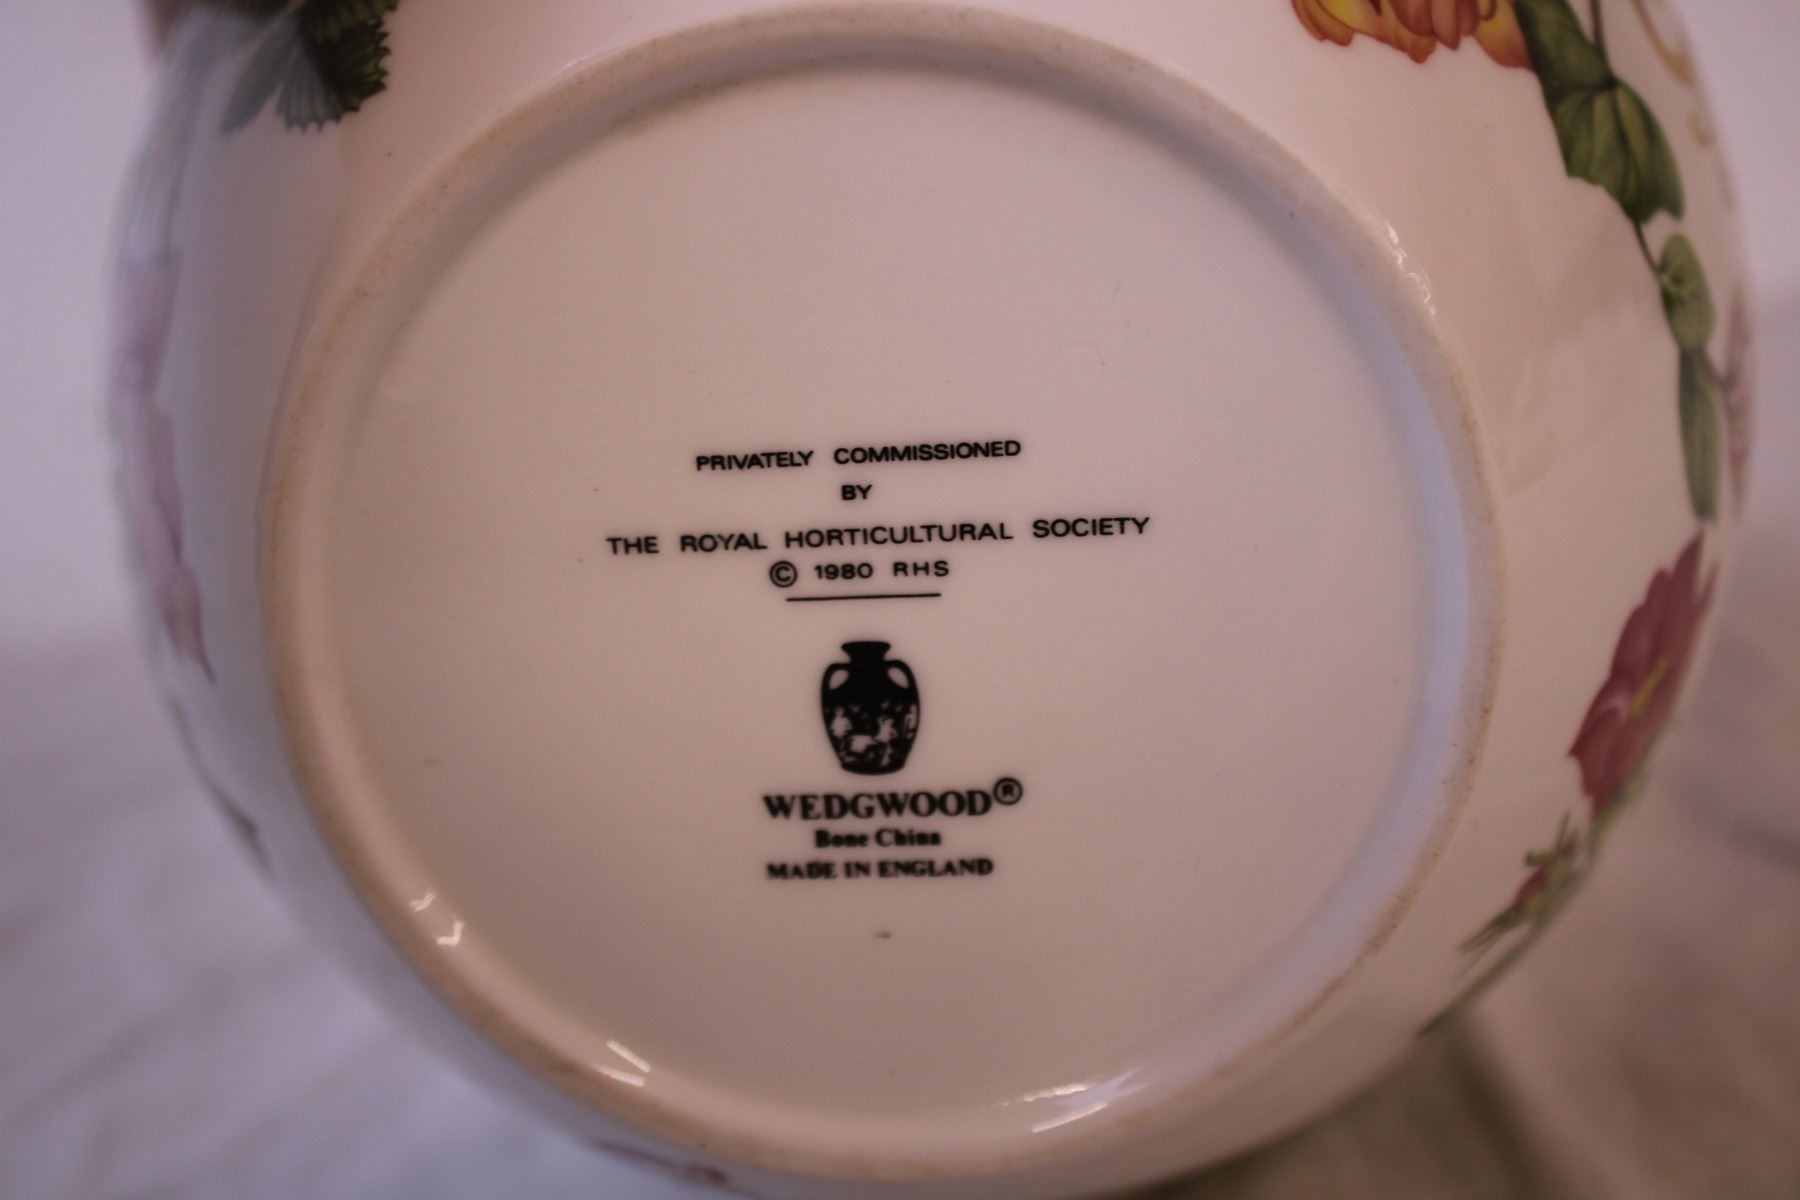 PRIVATELY COMMISSIONED
BY
THE ROYAL HORTICULTURAL SOCIETY
© 1980 RHS
WEDGWOOD®
Bone China
MADE IN ENGLAND